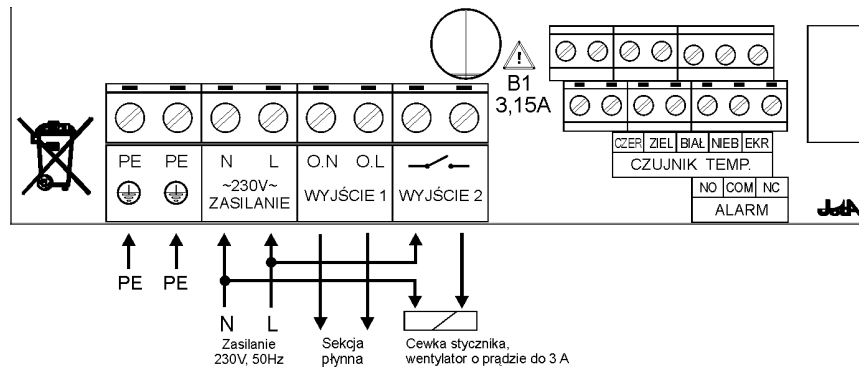 B1
3,15A
CZER ZIEL BIAŁ NIEB EKR
CZUJNIK TEMP.
NO COM NC
ALARM
PE PE N L O.N O.L
~230V~
ZASILANIE
WYJŚCIE 1
WYJŚCIE 2
PE PE
N L
Zasilanie
230V, 50Hz
Sekcja
płynna
Cewka stycznika,
wentylator o prądzie do 3 A